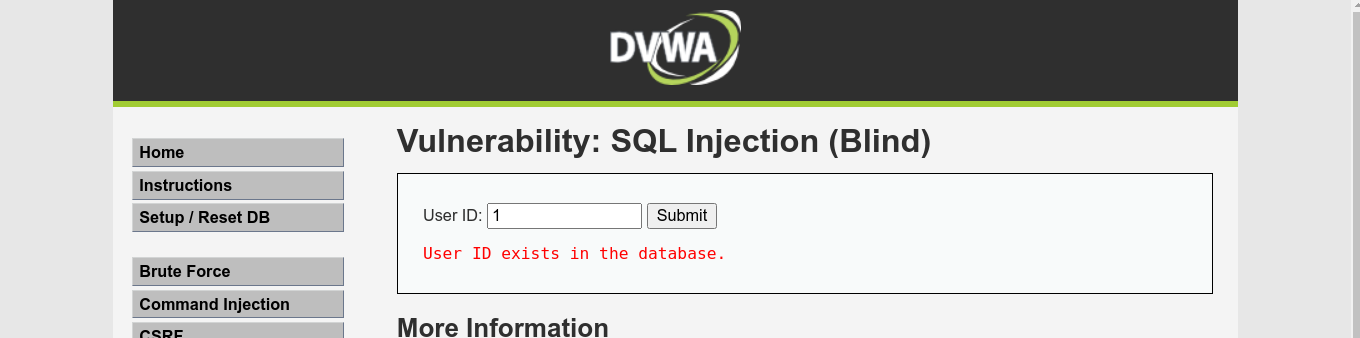 DVWA
Home
Instructions
Setup / Reset DB
Brute Force
Command Injection
CSRF
Vulnerability: SQL Injection (Blind)
User ID: 1 Submit
User ID exists in the database.
More Information